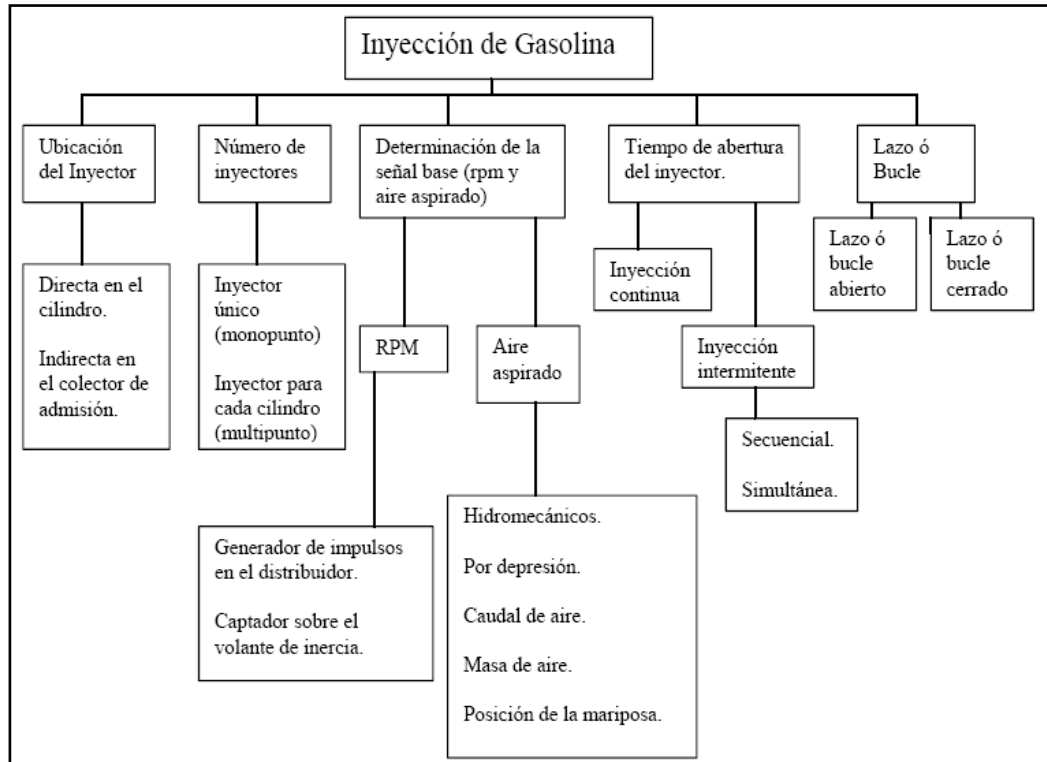 Inyección de Gasolina
Ubicación
del Inyector
Número de
inyectores
Determinación de la
señal base (rpm y
aire aspirado)
Tiempo de abertura
del inyector.
Lazo ó
Bucle
Directa en el
cilindro.
Indirecta en
el colector de
admisión.
Inyector
único
(monopunto)
Inyector para
cada cilindro
(multipunto)
RPM
Aire
aspirado
Inyección
continua
Inyección
intermitente
Lazo ó
bucle
abierto
Lazo ó
bucle
cerrado
Generador de impulsos
en el distribuidor.
Captador sobre el
volante de inercia.
Hidromecánicos.
Por depresión.
Caudal de aire.
Masa de aire.
Posición de la mariposa.
Secuencial.
Simultánea.